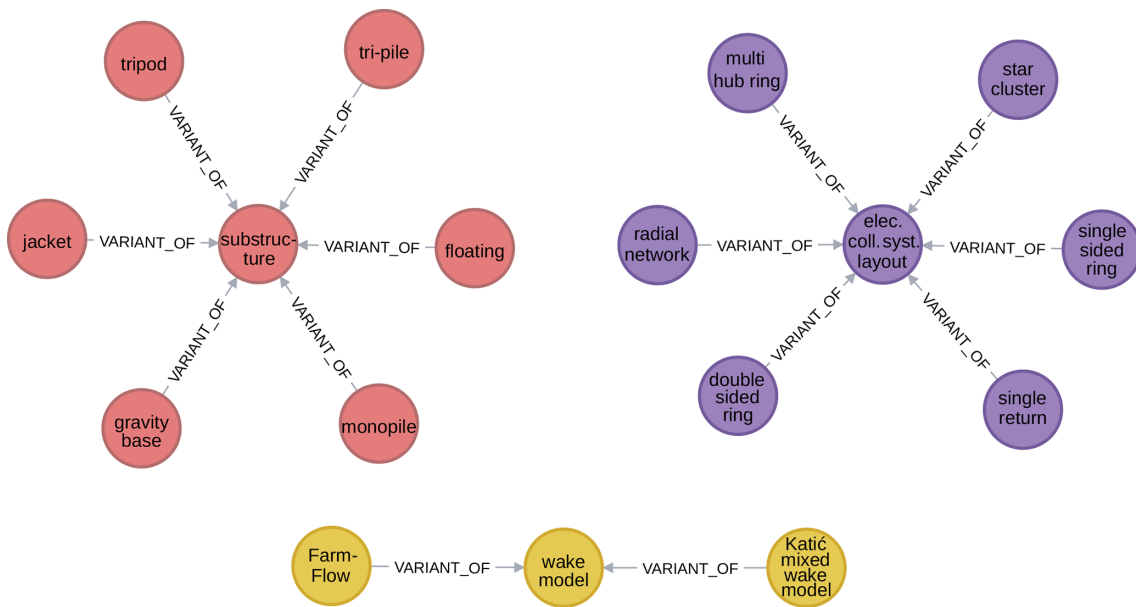 tripod
tri-pile
VARIANT_OF
VARIANT_OF
jacket
VARIANT_OF
substruc-
ture
VARIANT_OF
floating
VARIANT_OF
VARIANT_OF
gravity
base
monopile
multi
hub ring
star
cluster
VARIANT_OF
VARIANT_OF
radial
network
VARIANT_OF
elec.
coll. syst.
layout
VARIANT_OF
single
sided
ring
VARIANT_OF
VARIANT_OF
double
sided
ring
single
return
Farm-
Flow
VARIANT_OF
wake
model
VARIANT_OF
Katić
mixed
wake
model